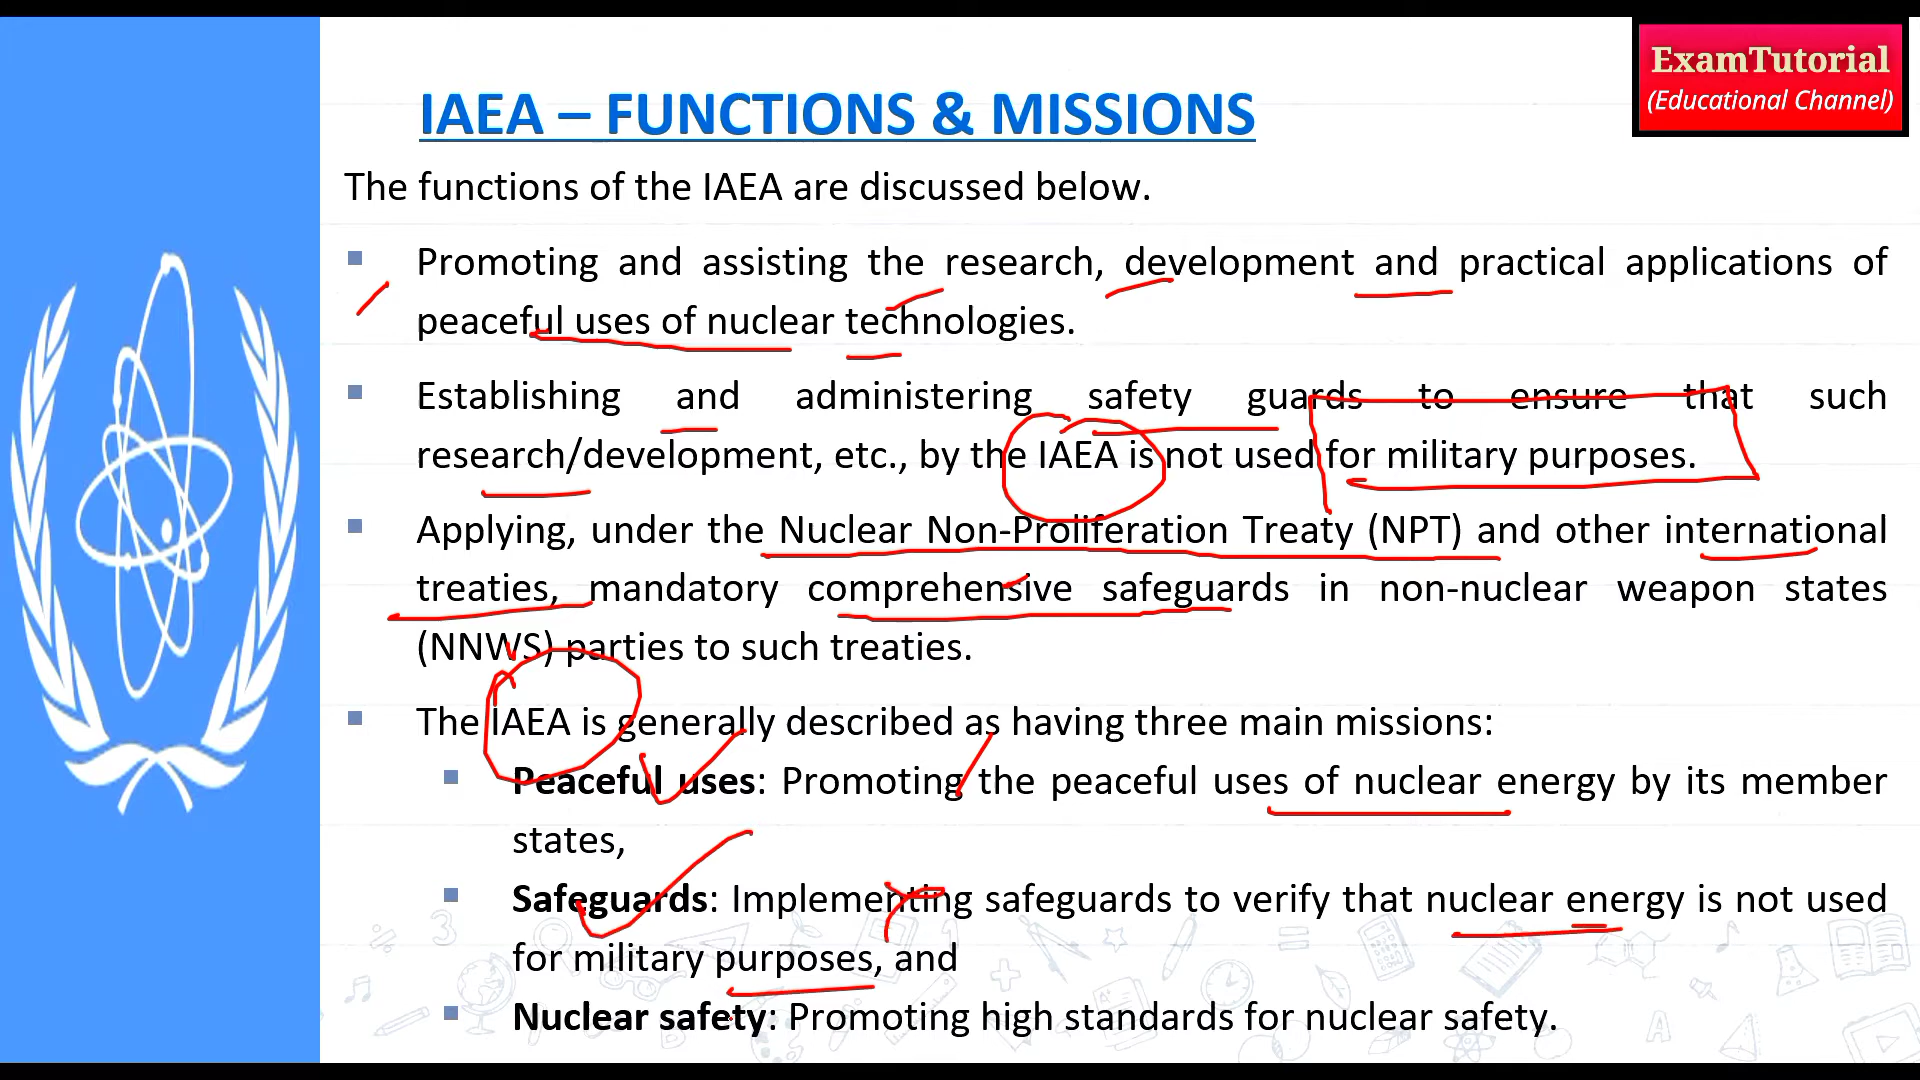 ExamTutorial
(Educational Channel)
IAEA – FUNCTIONS & MISSIONS
The functions of the IAEA are discussed below.
Promoting and assisting the research, development and practical applications of
peaceful uses of nuclear technologies.
Establishing and administering safety guards to ensure that such
research/development, etc., by the IAEA is not used for military purposes.
Applying, under the Nuclear Non-Proliferation Treaty (NPT) and other international
treaties, mandatory comprehensive safeguards in non-nuclear weapon states
(NNWS) parties to such treaties.
The IAEA is generally described as having three main missions:
Peaceful uses: Promoting the peaceful uses of nuclear energy by its member
states,
Safeguards: Implementing safeguards to verify that nuclear energy is not used
for military purposes, and
Nuclear safety: Promoting high standards for nuclear safety.